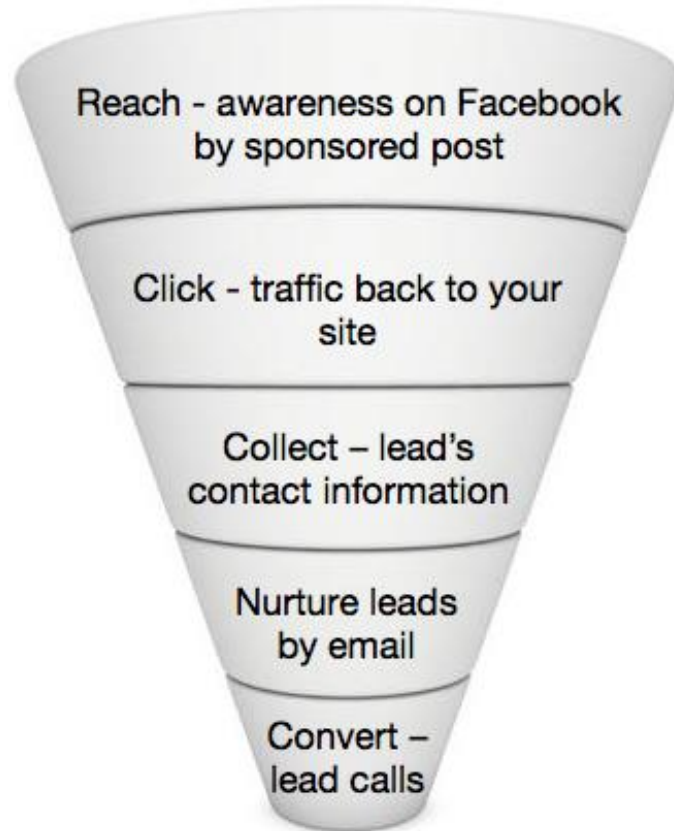 Reach - awareness on Facebook
by sponsored post
Click - traffic back to your
site
Collect – lead's
contact information
Nurture leads
by email
Convert –
lead calls